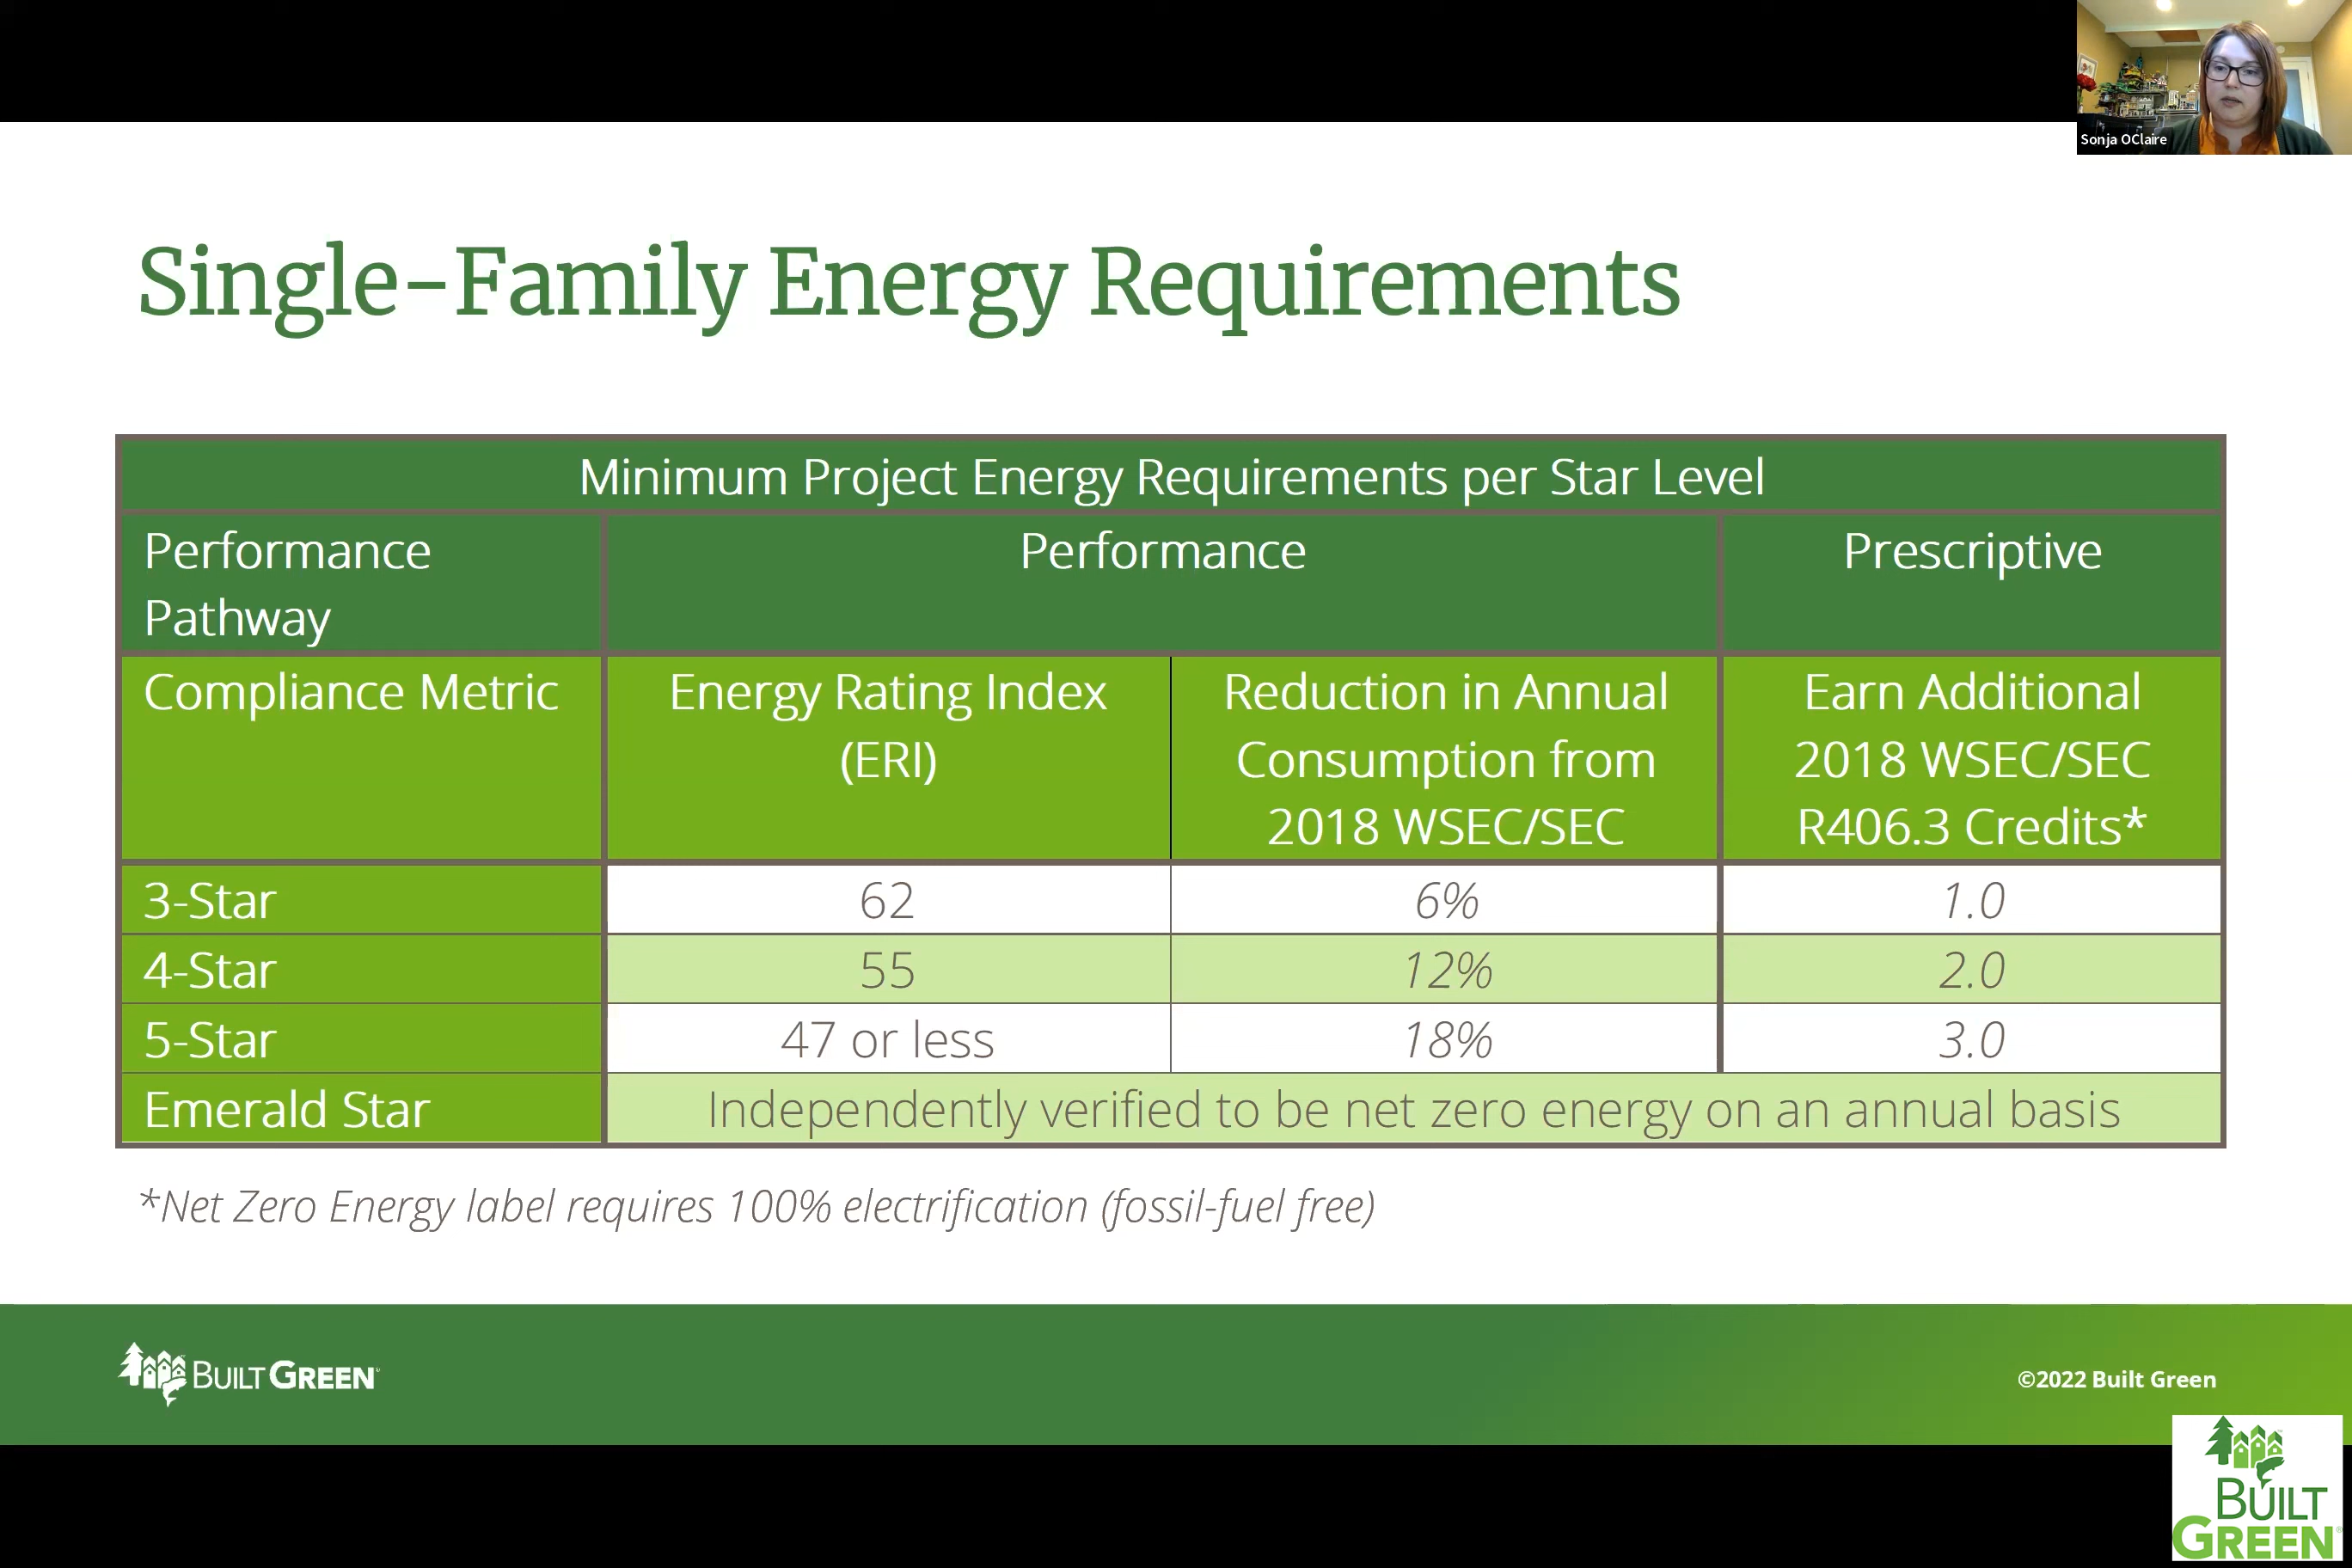 Sonja OClaire
Single-Family Energy Requirements
Minimum Project Energy Requirements per Star Level
Performance
Pathway
Performance
Prescriptive
Compliance Metric
Energy Rating Index
(ERI)
Reduction in Annual
Consumption from
2018 WSEC/SEC
Earn Additional
2018 WSEC/SEC
R406.3 Credits*
3-Star
62
6%
1.0
4-Star
55
12%
2.0
5-Star
47 or less
18%
3.0
Emerald Star
Independently verified to be net zero energy on an annual basis
*Net Zero Energy label requires 100% electrification (fossil-fuel free)
BUILT GREEN
©2022 Built Green
BUILT
GREEN